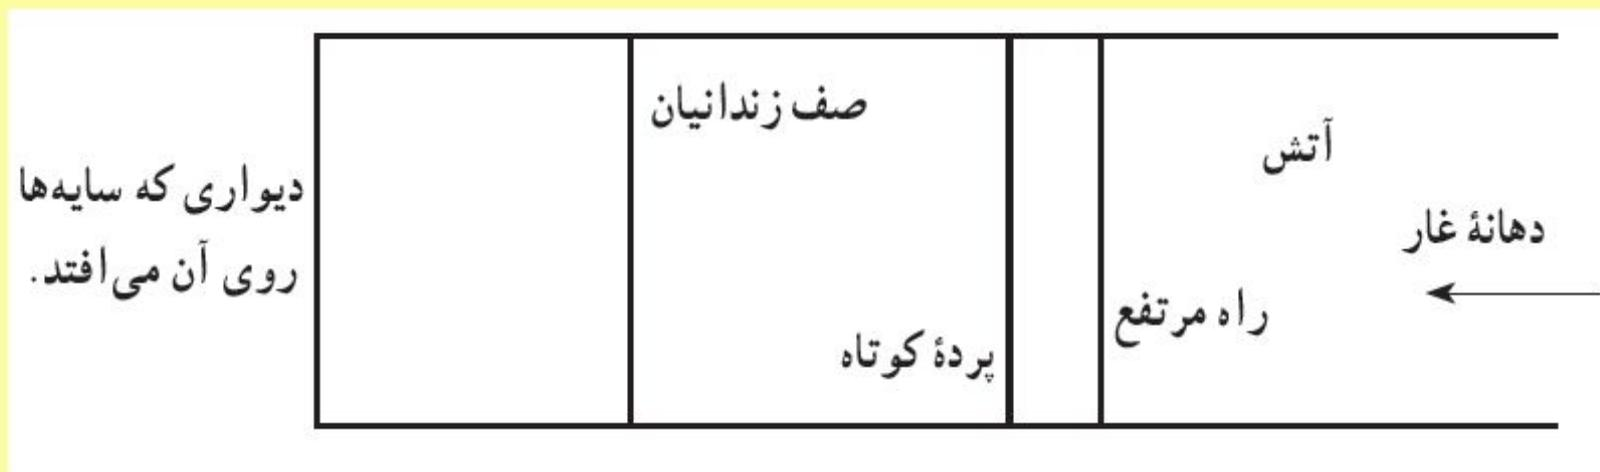 صف زندانیان
آتش
دیواری که سایه‌ها
روی آن می‌افتد.
دهانهٔ غار
راه مرتفع
پردهٔ کوتاه